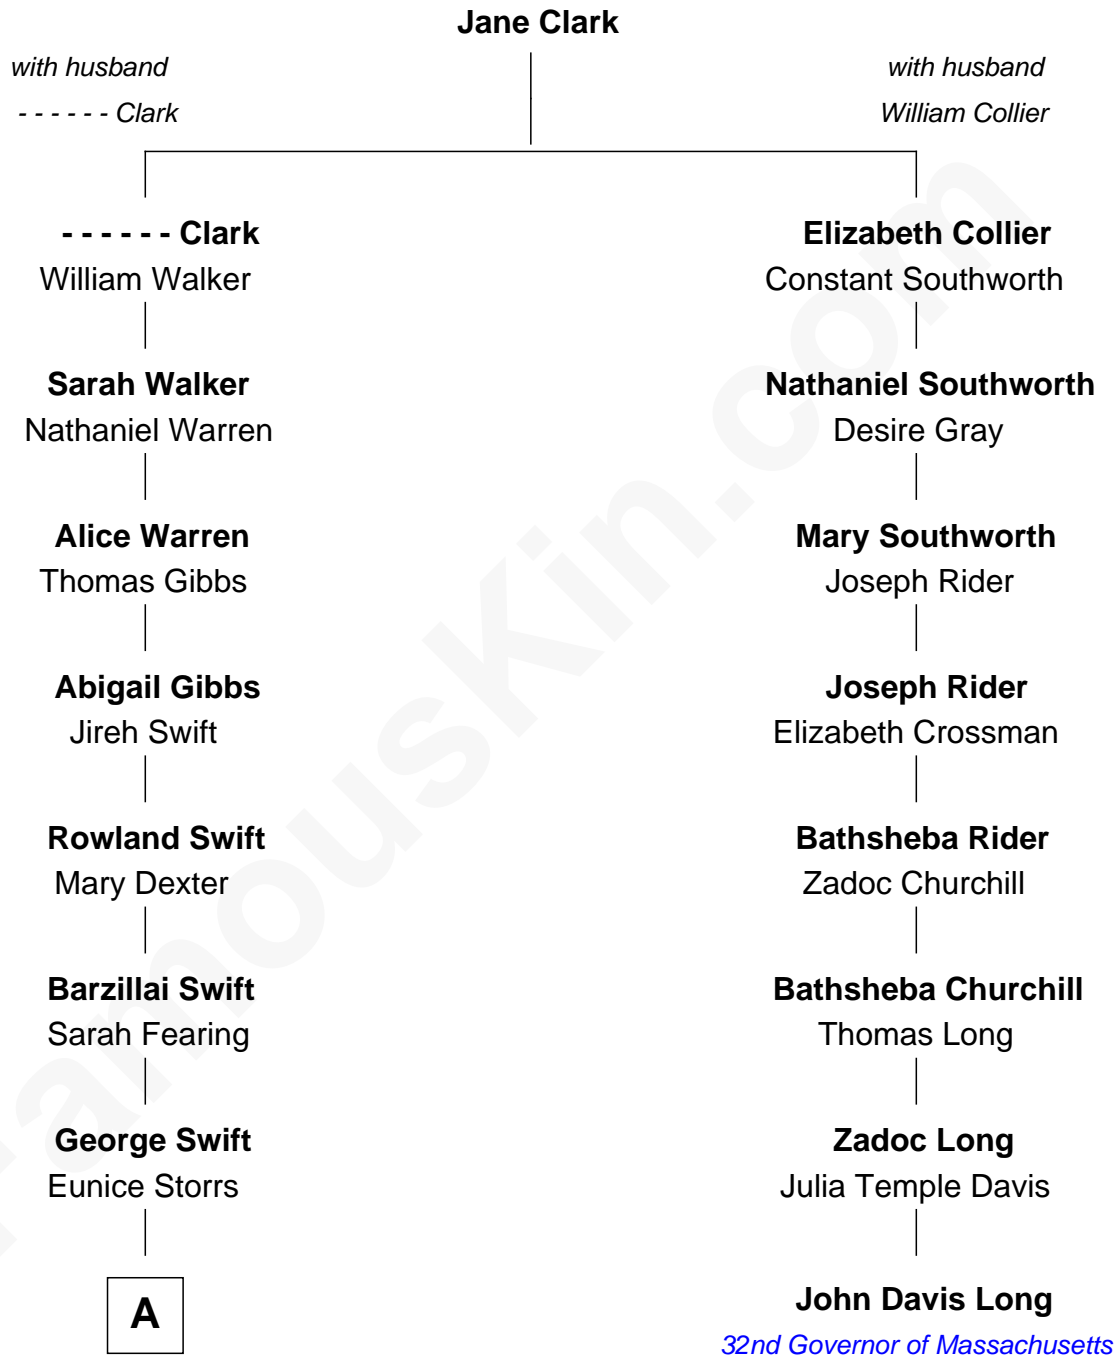 Jane Clark
with husband
- - - - - - Clark
with husband
William Collier
- - - - - - Clark
William Walker
Sarah Walker
Nathaniel Warren
Alice Warren
Thomas Gibbs
Abigail Gibbs
Jireh Swift
Rowland Swift
Mary Dexter
Barzillai Swift
Sarah Fearing
George Swift
Eunice Storrs
A
Elizabeth Collier
Constant Southworth
Nathaniel Southworth
Desire Gray
Mary Southworth
Joseph Rider
Joseph Rider
Elizabeth Crossman
Bathsheba Rider
Zadoc Churchill
Bathsheba Churchill
Thomas Long
Zadoc Long
Julia Temple Davis
John Davis Long
32nd Governor of Massachusetts
FamousKin.com